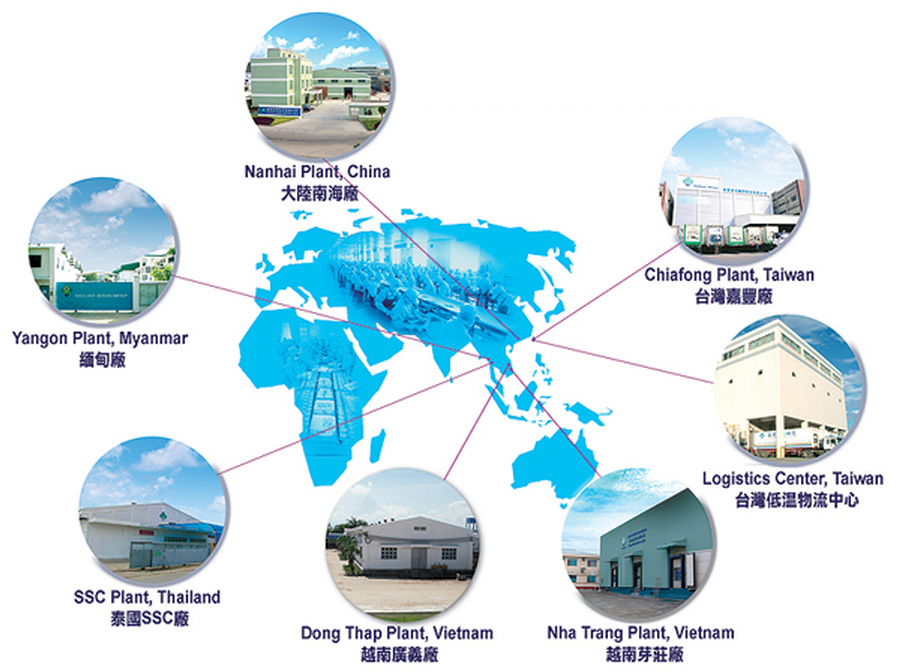 Nanhai Plant, China
大陸南海廠
Chiafong Plant, Taiwan
台灣嘉豐廠
Yangon Plant, Myanmar
緬甸廠
Logistics Center, Taiwan
台灣低溫物流中心
SSC Plant, Thailand
泰國SSC廠
Dong Thap Plant, Vietnam
越南廣義廠
Nha Trang Plant, Vietnam
越南芽莊廠